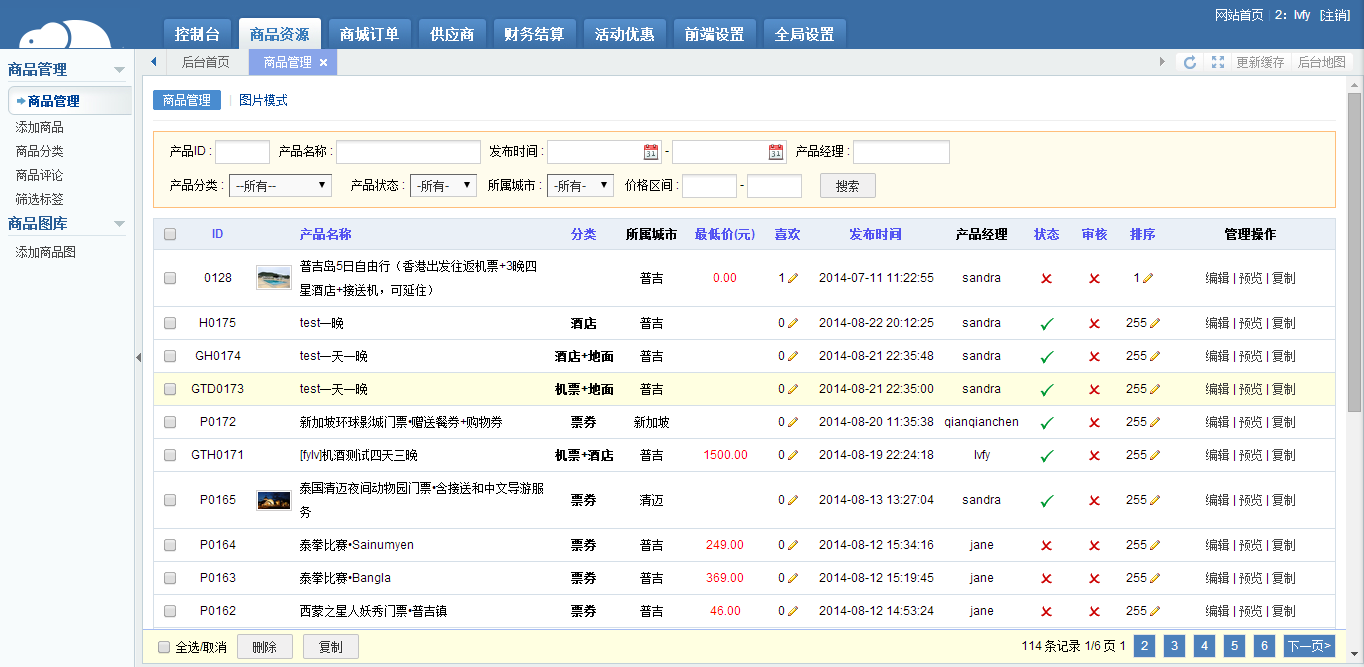 网站首页 2: lvfy [注销]
控制台 商品资源 商城订单 供应商 财务结算 活动优惠 前端设置 全局设置
商品管理
后台首页 商品管理 × 更新缓存 后台地图
商品管理
添加商品
商品分类
商品评论
筛选标签
商品图库
添加商品图
商品管理 | 图片模式
产品ID : 产品名称 : 发布时间 : 31 - 31 产品经理 :
产品分类 : --所有-- 产品状态 : -所有- 所属城市 : -所有- 价格区间 : - 搜索
ID 产品名称 分类 所属城市 最低价(元) 喜欢 发布时间 产品经理 状态 审核 排序 管理操作
0128 普吉岛5日自由行（香港出发往返机票+3晚四星酒店+接送机，可延住） 普吉 0.00 1 2014-07-11 11:22:55 sandra 1 编辑 | 预览 | 复制
H0175 test—晚 酒店 普吉 0 2014-08-22 20:12:25 sandra 255 编辑 | 预览 | 复制
GH0174 test—天一晚 酒店+地面 普吉 0 2014-08-21 22:35:48 sandra 255 编辑 | 预览 | 复制
GTD0173 test—天一晚 机票+地面 普吉 0 2014-08-21 22:35:00 sandra 255 编辑 | 预览 | 复制
P0172 新加坡环球影城门票•赠送餐券+购物券 票券 新加坡 0 2014-08-20 11:35:38 qianqianchen 255 编辑 | 预览 | 复制
GTH0171 [fylv]机酒测试四天三晚 机票+酒店 普吉 1500.00 0 2014-08-19 22:24:18 lvfy 255 编辑 | 预览 | 复制
P0165 泰国清迈夜间动物园门票•含接送和中文导游服务 票券 清迈 0 2014-08-13 13:27:04 sandra 255 编辑 | 预览 | 复制
P0164 泰拳比赛•Sainumyen 票券 普吉 249.00 0 2014-08-12 15:34:16 jane 255 编辑 | 预览 | 复制
P0163 泰拳比赛•Bangla 票券 普吉 369.00 0 2014-08-12 15:19:45 jane 255 编辑 | 预览 | 复制
P0162 西蒙之星人妖秀门票•普吉镇 票券 普吉 46.00 0 2014-08-12 14:53:24 jane 255 编辑 | 预览 | 复制
全选/取消 删除 复制 114 条记录 1/6 页 1 2 3 4 5 6 下一页>